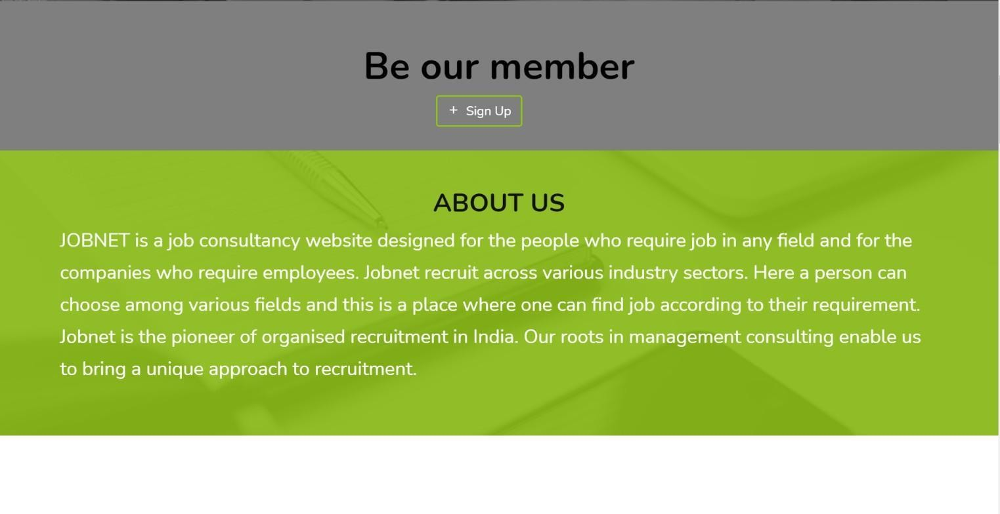 Be our member
+ Sign Up
ABOUT US
JOBNET is a job consultancy website designed for the people who require job in any field and for the
companies who require employees. Jobnet recruit across various industry sectors. Here a person can
choose among various fields and this is a place where one can find job according to their requirement.
Jobnet is the pioneer of organised recruitment in India. Our roots in management consulting enable us
to bring a unique approach to recruitment.